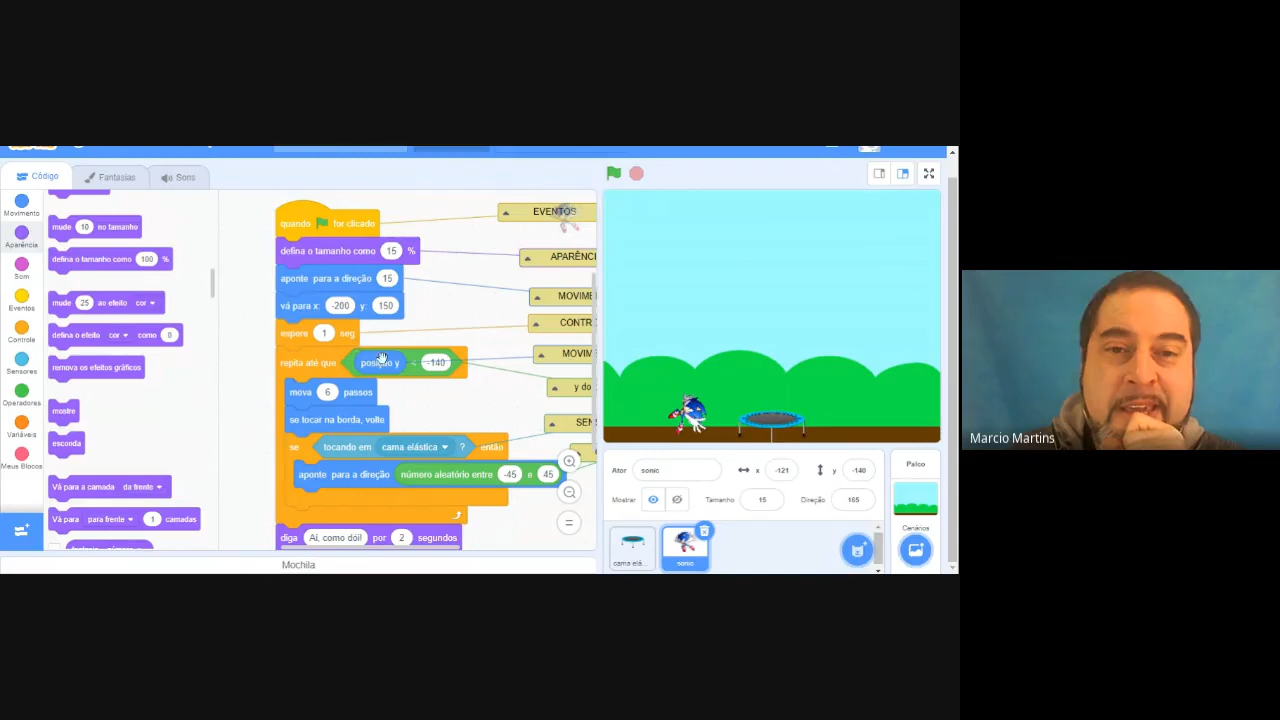 Código
Fantasias
Sons
Movimento
Aparência
Som
Eventos
Controle
Sensores
Operadores
Variáveis
Meus Blocos
mude 10 no tamanho
defina o tamanho como 100 %
mude 25 ao efeito cor
defina o efeito cor como 0
remova os efeitos gráficos
mostre
esconda
Vá para a camada da frente
Vá para frente 1 camadas
quando for clicado
defina o tamanho como 15 %
aponte para a direção 15
vá para x: -200 y: 150
espere 1 seg
repita até que posição y < -140
mova 6 passos
se tocar na borda, volte
se tocando em cama elástica ? então
aponte para a direção número aleatório entre -45 e 45
diga Aí, como dói! por 2 segundos
EVENTOS
APARÊNCI
MOVIME
CONTR
MOVIM
y do
SEN
Mochila
Ator sonic x -121 y -140
Mostrar Tamanho 15 Direção 165
cama elá...
sonic
Palco
Cenários
Marcio Martins